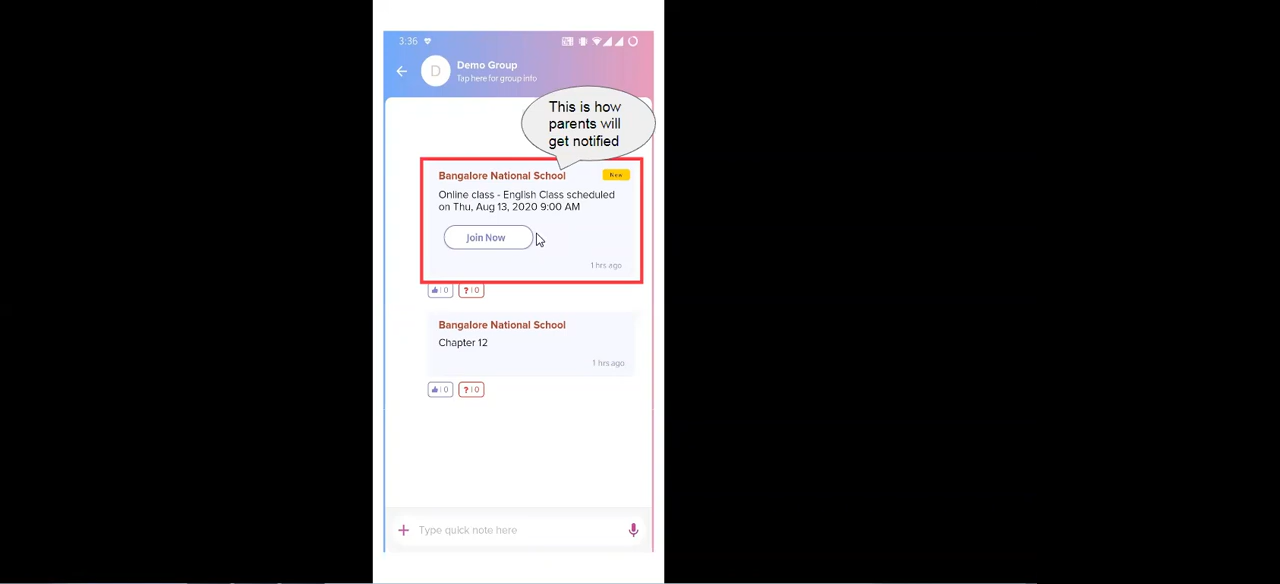 3:36
D
Demo Group
Tap here for group info
This is how
parents will
get notified
Bangalore National School
New
Online class - English Class scheduled
on Thu, Aug 13, 2020 9:00 AM
Join Now
1 hrs ago
0
? 0
Bangalore National School
Chapter 12
1 hrs ago
0
? 0
Type quick note here